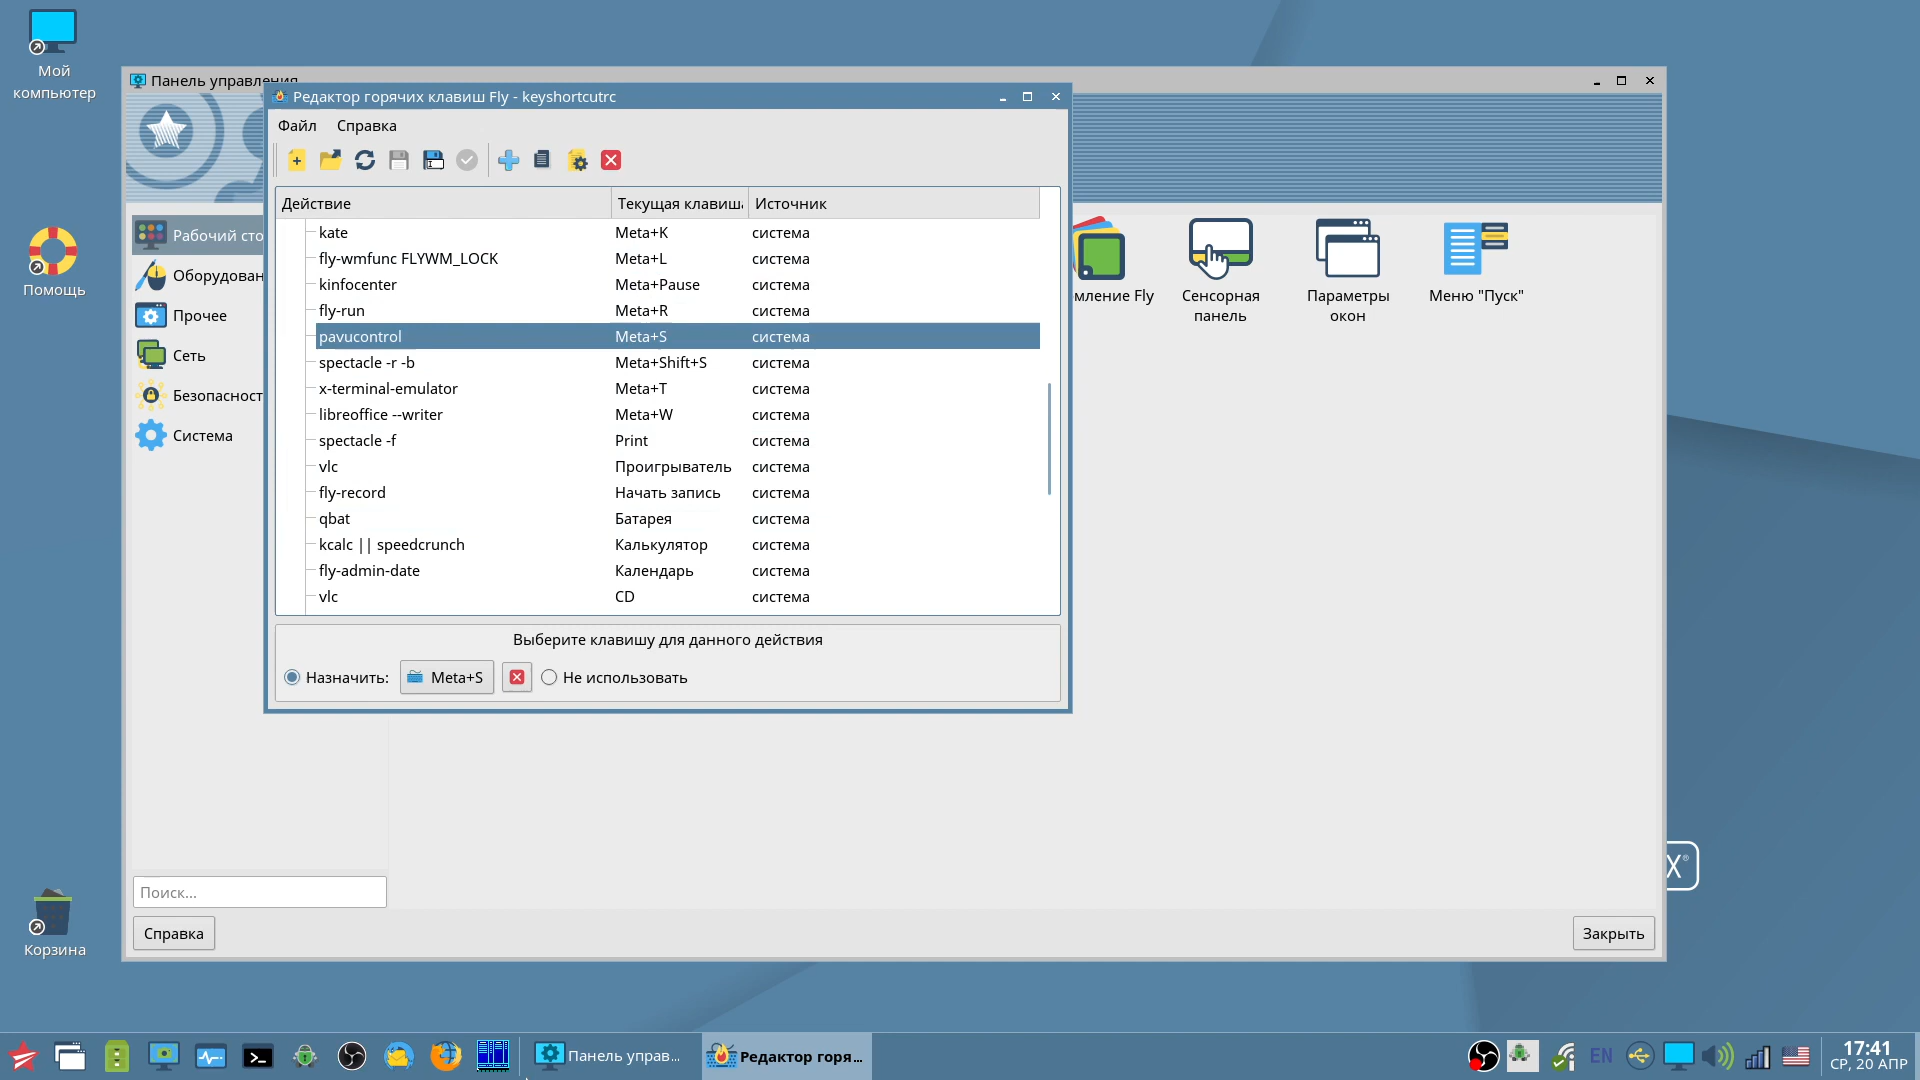 Мой
компьютер
Помощь
Корзина
Панель управления
Редактор горячих клавиш Fly - keyshortcutrc
Файл Справка
Действие Текущая клавиша Источник
kate Meta+K система
fly-wmfunc FLYWM_LOCK Meta+L система
kinfocenter Meta+Pause система
fly-run Meta+R система
pavucontrol Meta+S система
spectacle -r -b Meta+Shift+S система
x-terminal-emulator Meta+T система
libreoffice --writer Meta+W система
spectacle -f Print система
vlc Проигрыватель система
fly-record Начать запись система
qbat Батарея система
kcalc || speedcrunch Калькулятор система
fly-admin-date Календарь система
vlc CD система
Выберите клавишу для данного действия
Назначить: Meta+S Не использовать
Рабочий сто
Оборудован
Прочее
Сеть
Безопасност
Система
мление Fly
Сенсорная
панель
Параметры
окон
Меню "Пуск"
Поиск...
Справка
Закрыть
X®
Панель управ...
Редактор горя...
EN
17:41
СР, 20 АПР